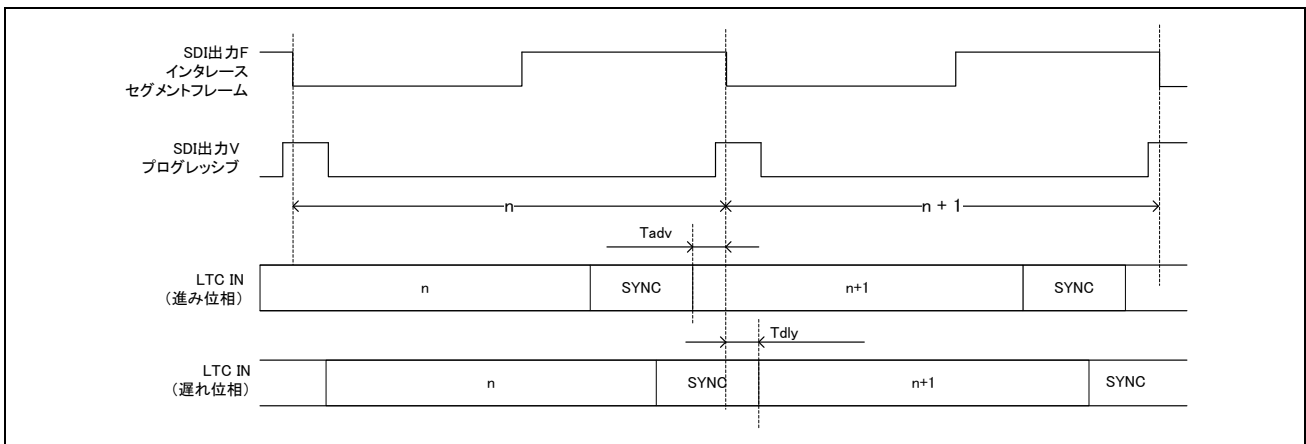 SDI出力F
インタレース
セグメントフレーム
SDI出力V
プログレッシブ
n
n + 1
Tadv
LTC IN
（進み位相）
n
SYNC
n+1
SYNC
Tdly
LTC IN
（遅れ位相）
n
SYNC
n+1
SYNC